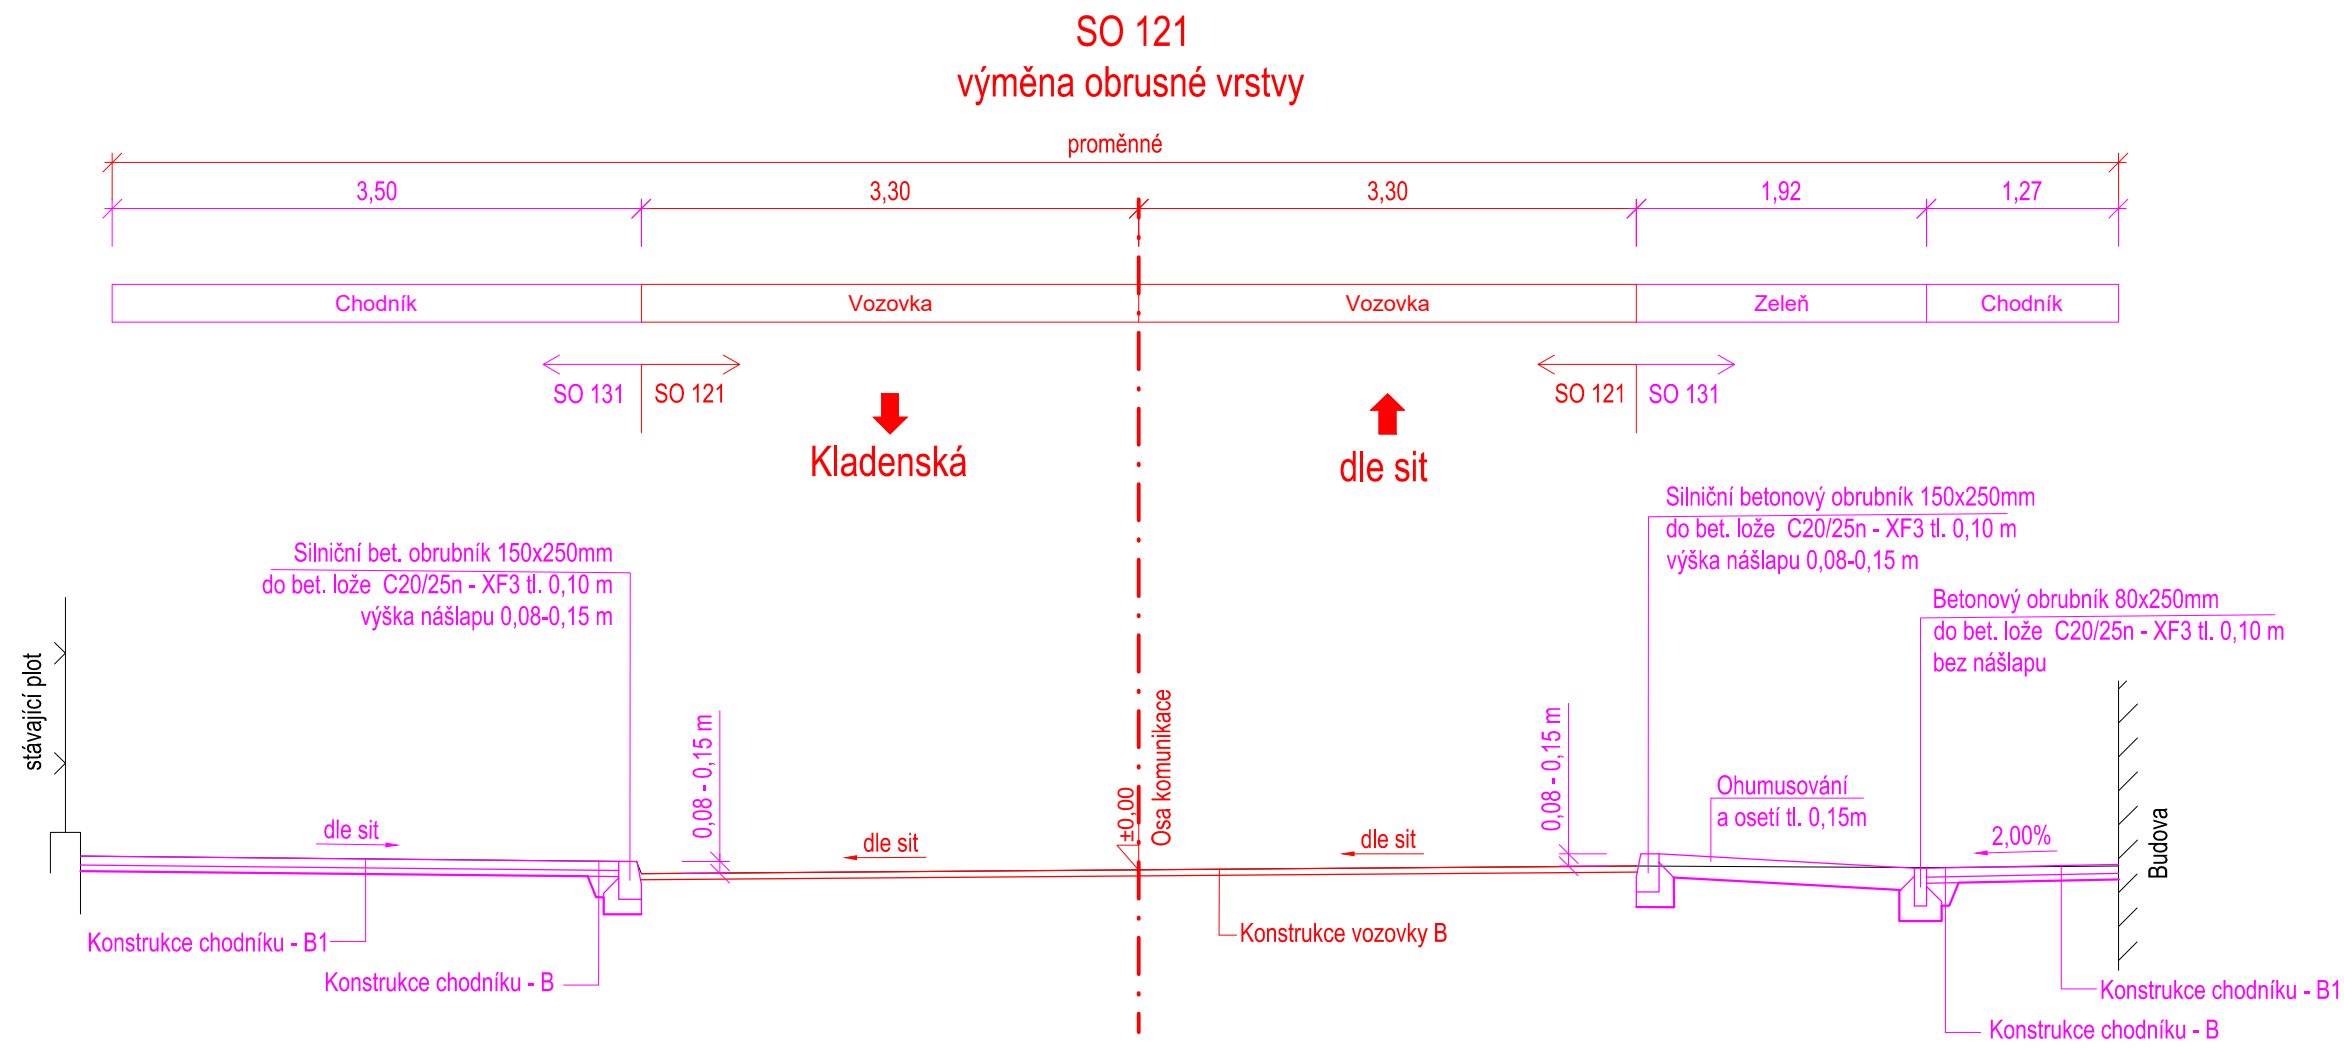 SO 121
výměna obrusné vrstvy
proměnné
3,50
3,30
3,30
1,92
1,27
Chodník
Vozovka
Vozovka
Zeleň
Chodník
SO 131
SO 121
SO 121
SO 131
Kladenská
dle sit
Silniční betonový obrubník 150x250mm
do bet. lože C20/25n - XF3 tl. 0,10 m
výška nášlapu 0,08-0,15 m
Silniční bet. obrubník 150x250mm
do bet. lože C20/25n - XF3 tl. 0,10 m
výška nášlapu 0,08-0,15 m
Betonový obrubník 80x250mm
do bet. lože C20/25n - XF3 tl. 0,10 m
bez nášlapu
stávající plot
0,08 - 0,15 m
±0,00
Osa komunikace
0,08 - 0,15 m
Ohumusování
a osetí tl. 0,15m
Budova
dle sit
dle sit
dle sit
2,00%
Konstrukce chodníku - B1
Konstrukce chodníku - B
Konstrukce vozovky B
Konstrukce chodníku - B1
Konstrukce chodníku - B